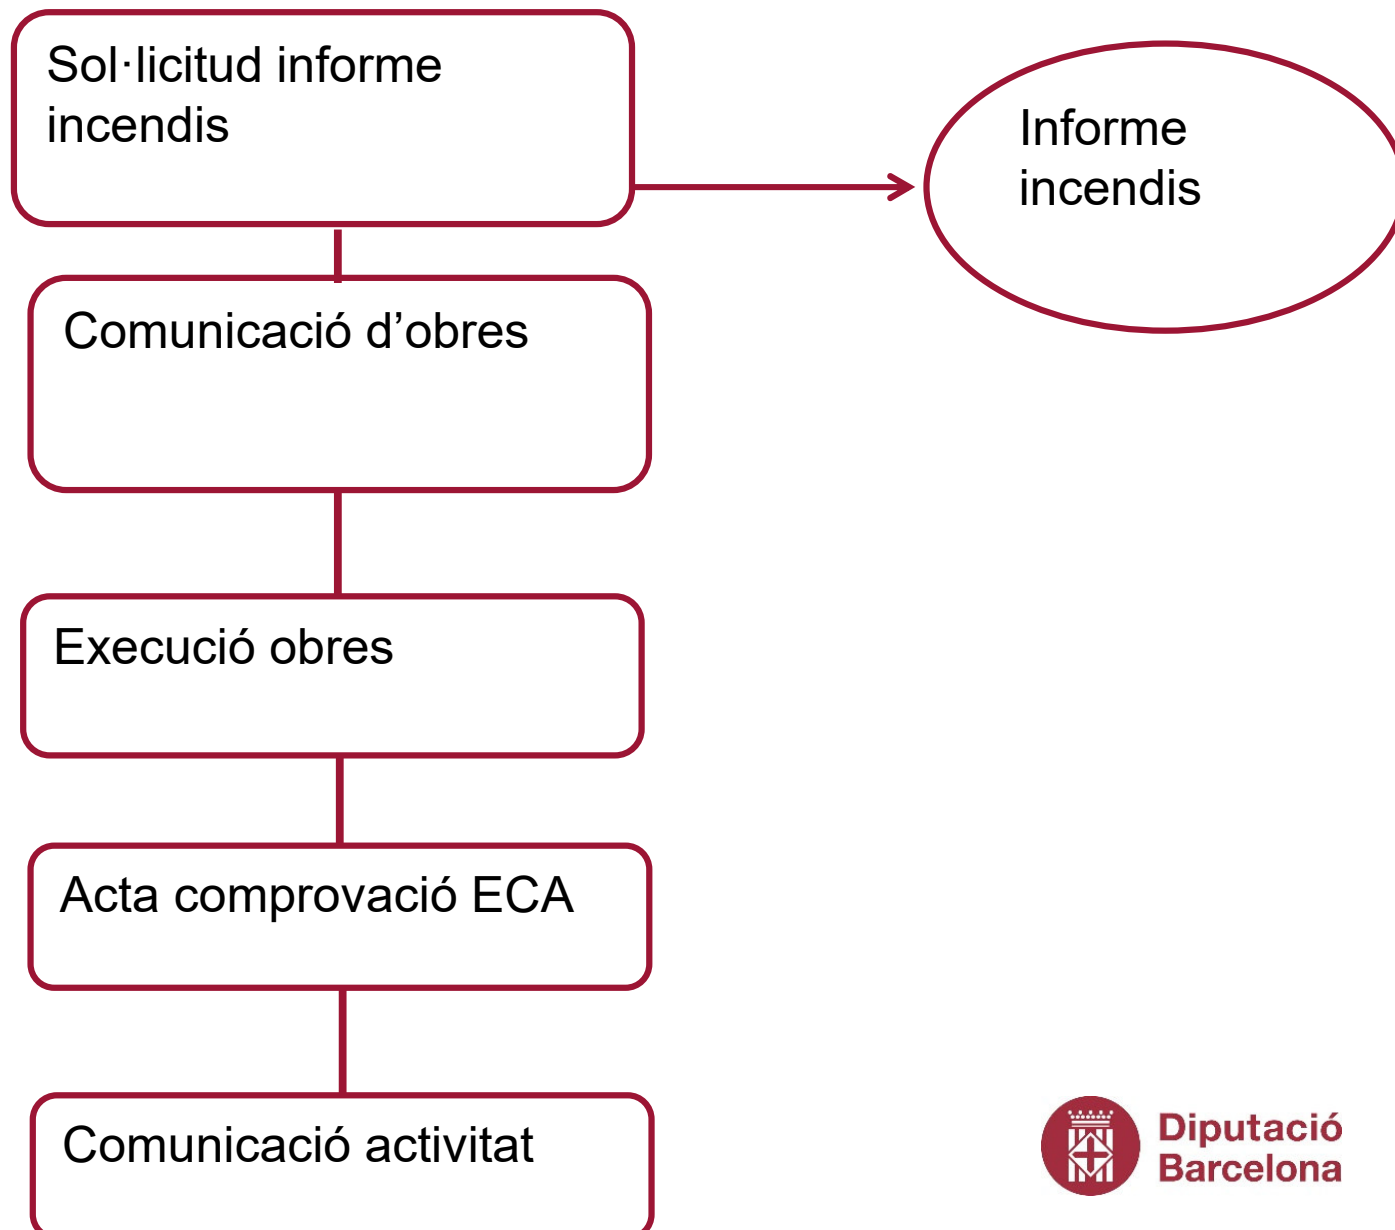 Sol·licitud informe
incendis
Informe
incendis
Comunicació d’obres
Execució obres
Acta comprovació ECA
Comunicació activitat
Diputació
Barcelona